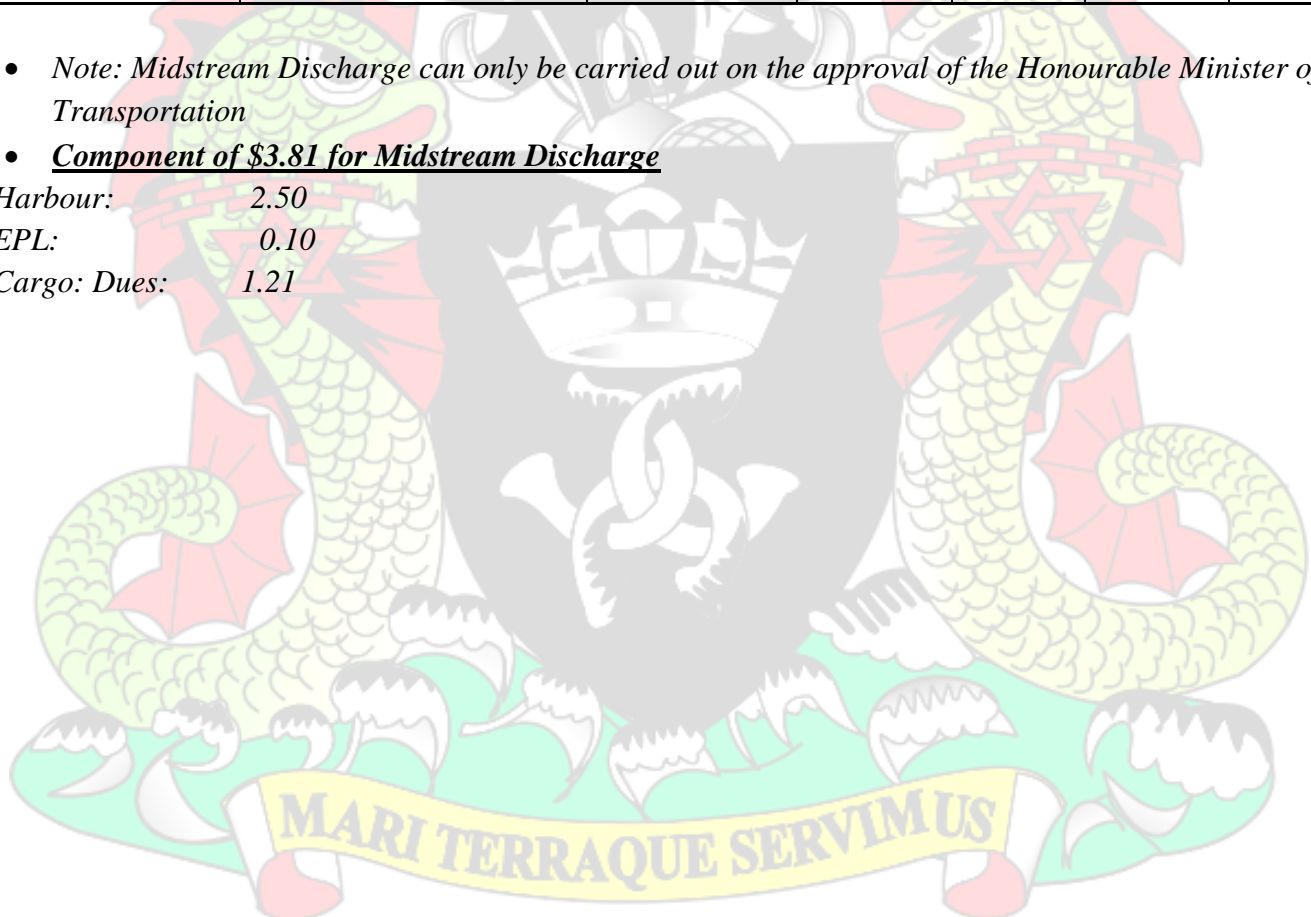 • Note: Midstream Discharge can only be carried out on the approval of the Honourable Minister of
Transportation
• Component of $3.81 for Midstream Discharge
Harbour: 2.50
EPL: 0.10
Cargo: Dues: 1.21
MARI TERRAQUE SERVIMUS